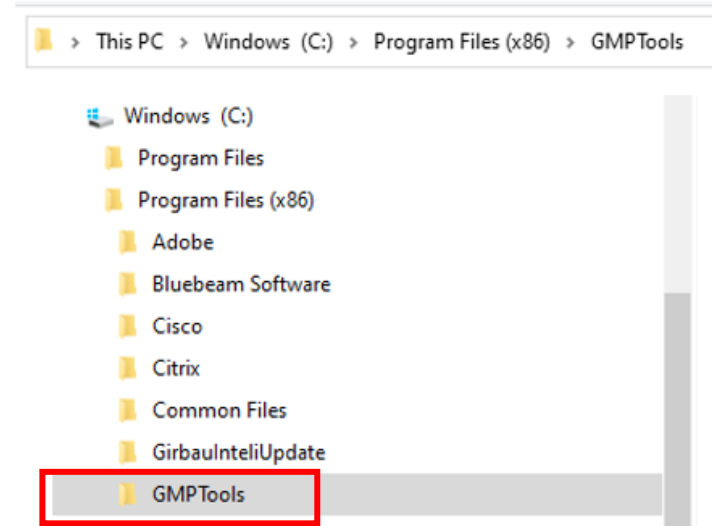 > This PC > Windows (C:) > Program Files (x86) > GMPTools
Windows (C:)
Program Files
Program Files (x86)
Adobe
Bluebeam Software
Cisco
Citrix
Common Files
GirbauInteliUpdate
GMPTools